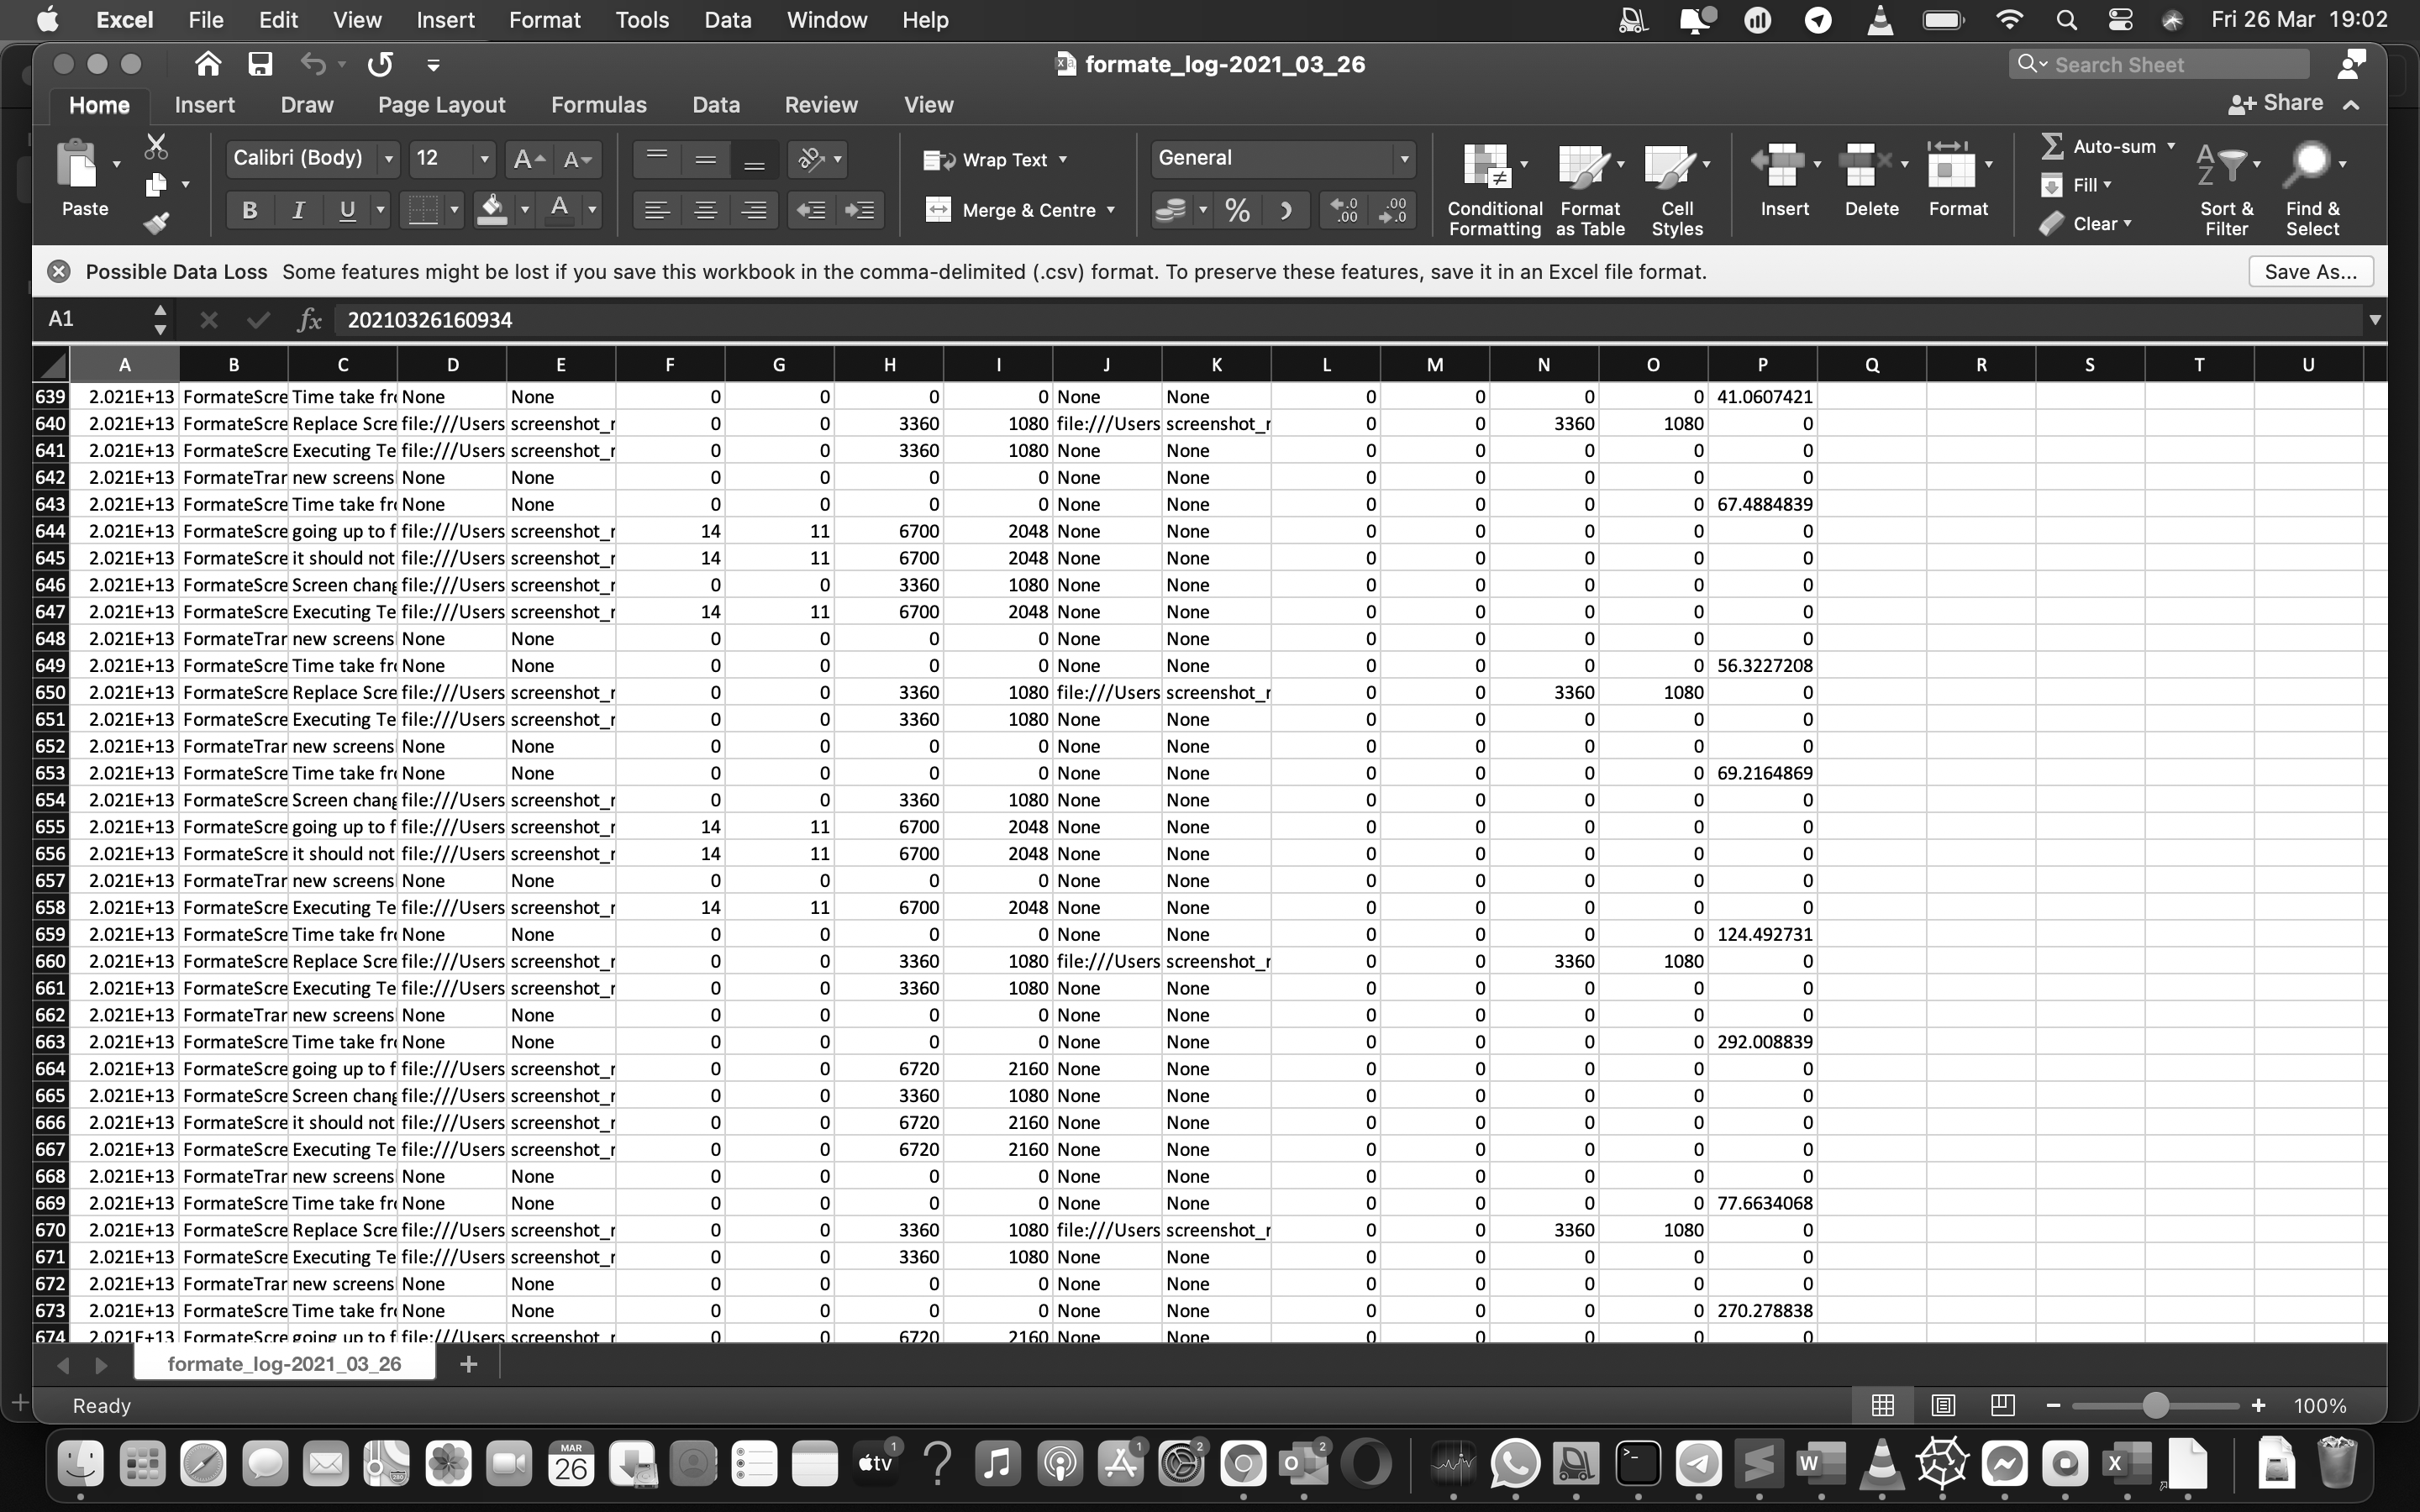 Excel File Edit View Insert Format Tools Data Window Help Fri 26 Mar 19:02
formate_log-2021_03_26 Search Sheet
Home Insert Draw Page Layout Formulas Data Review View Share
Paste Calibri (Body) 12 A A ab Wrap Text General Conditional Formatting Format as Table Cell Styles Insert Delete Format Auto-sum Sort & Filter Find & Select
B I U A Merge & Centre % Fill
Clear
Possible Data Loss Some features might be lost if you save this workbook in the comma-delimited (.csv) format. To preserve these features, save it in an Excel file format. Save As...
A1 fx 20210326160934
A B C D E F G H I J K L M N O P Q R S T U
639 2.021E+13 FormateScre Time take fr None None 0 0 0 0 None None 0 0 0 0 41.0607421
640 2.021E+13 FormateScre Replace Scre file:///Users screenshot_r 0 0 3360 1080 file:///Users screenshot_r 0 0 3360 1080 0
641 2.021E+13 FormateScre Executing Te file:///Users screenshot_r 0 0 3360 1080 None None 0 0 0 0 0
642 2.021E+13 FormateTrar new screens None None 0 0 0 0 None None 0 0 0 0 0
643 2.021E+13 FormateScre Time take fr None None 0 0 0 0 None None 0 0 0 0 67.4884839
644 2.021E+13 FormateScre going up to f file:///Users screenshot_r 14 11 6700 2048 None None 0 0 0 0 0
645 2.021E+13 FormateScre it should not file:///Users screenshot_r 14 11 6700 2048 None None 0 0 0 0 0
646 2.021E+13 FormateScre Screen chang file:///Users screenshot_r 0 0 3360 1080 None None 0 0 0 0 0
647 2.021E+13 FormateScre Executing Te file:///Users screenshot_r 14 11 6700 2048 None None 0 0 0 0 0
648 2.021E+13 FormateTrar new screens None None 0 0 0 0 None None 0 0 0 0 0
649 2.021E+13 FormateScre Time take fr None None 0 0 0 0 None None 0 0 0 0 56.3227208
650 2.021E+13 FormateScre Replace Scre file:///Users screenshot_r 0 0 3360 1080 file:///Users screenshot_r 0 0 3360 1080 0
651 2.021E+13 FormateScre Executing Te file:///Users screenshot_r 0 0 3360 1080 None None 0 0 0 0 0
652 2.021E+13 FormateTrar new screens None None 0 0 0 0 None None 0 0 0 0 0
653 2.021E+13 FormateScre Time take fr None None 0 0 0 0 None None 0 0 0 0 69.2164869
654 2.021E+13 FormateScre Screen chang file:///Users screenshot_r 0 0 3360 1080 None None 0 0 0 0 0
655 2.021E+13 FormateScre going up to f file:///Users screenshot_r 14 11 6700 2048 None None 0 0 0 0 0
656 2.021E+13 FormateScre it should not file:///Users screenshot_r 14 11 6700 2048 None None 0 0 0 0 0
657 2.021E+13 FormateTrar new screens None None 0 0 0 0 None None 0 0 0 0 0
658 2.021E+13 FormateScre Executing Te file:///Users screenshot_r 14 11 6700 2048 None None 0 0 0 0 0
659 2.021E+13 FormateScre Time take fr None None 0 0 0 0 None None 0 0 0 0 124.492731
660 2.021E+13 FormateScre Replace Scre file:///Users screenshot_r 0 0 3360 1080 file:///Users screenshot_r 0 0 3360 1080 0
661 2.021E+13 FormateScre Executing Te file:///Users screenshot_r 0 0 3360 1080 None None 0 0 0 0 0
662 2.021E+13 FormateTrar new screens None None 0 0 0 0 None None 0 0 0 0 0
663 2.021E+13 FormateScre Time take fr None None 0 0 0 0 None None 0 0 0 0 292.008839
664 2.021E+13 FormateScre going up to f file:///Users screenshot_r 0 0 6720 2160 None None 0 0 0 0 0
665 2.021E+13 FormateScre Screen chang file:///Users screenshot_r 0 0 3360 1080 None None 0 0 0 0 0
666 2.021E+13 FormateScre it should not file:///Users screenshot_r 0 0 6720 2160 None None 0 0 0 0 0
667 2.021E+13 FormateScre Executing Te file:///Users screenshot_r 0 0 6720 2160 None None 0 0 0 0 0
668 2.021E+13 FormateTrar new screens None None 0 0 0 0 None None 0 0 0 0 0
669 2.021E+13 FormateScre Time take fr None None 0 0 0 0 None None 0 0 0 0 77.6634068
670 2.021E+13 FormateScre Replace Scre file:///Users screenshot_r 0 0 3360 1080 file:///Users screenshot_r 0 0 3360 1080 0
671 2.021E+13 FormateScre Executing Te file:///Users screenshot_r 0 0 3360 1080 None None 0 0 0 0 0
672 2.021E+13 FormateTrar new screens None None 0 0 0 0 None None 0 0 0 0 0
673 2.021E+13 FormateScre Time take fr None None 0 0 0 0 None None 0 0 0 0 270.278838
674 2.021E+13 FormateScre going up to f file:///Users screenshot_r 0 0 6720 2160 None None 0 0 0 0 0
formate_log-2021_03_26 +
Ready 100%
MAR 26 tv 1 1 2 2 W X